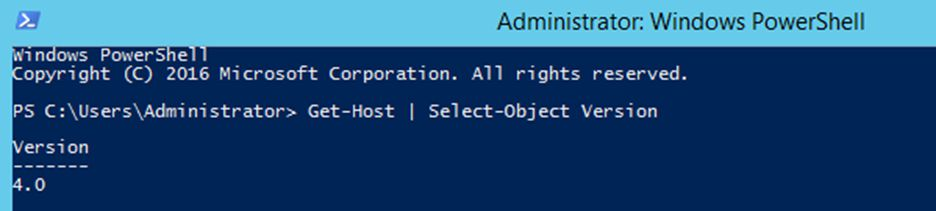 Administrator: Windows PowerShell
Windows PowerShell
Copyright (C) 2016 Microsoft Corporation. All rights reserved.
PS C:\Users\Administrator> Get-Host | Select-Object Version
Version
-------
4.0